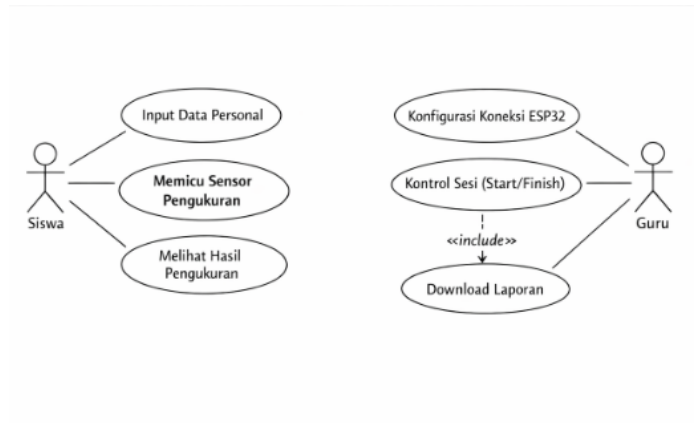 Input Data Personal
Memicu Sensor
Pengukuran
Melihat Hasil
Pengukuran
Siswa
Konfigurasi Koneksi ESP32
Kontrol Sesi (Start/Finish)
«include»
Download Laporan
Guru